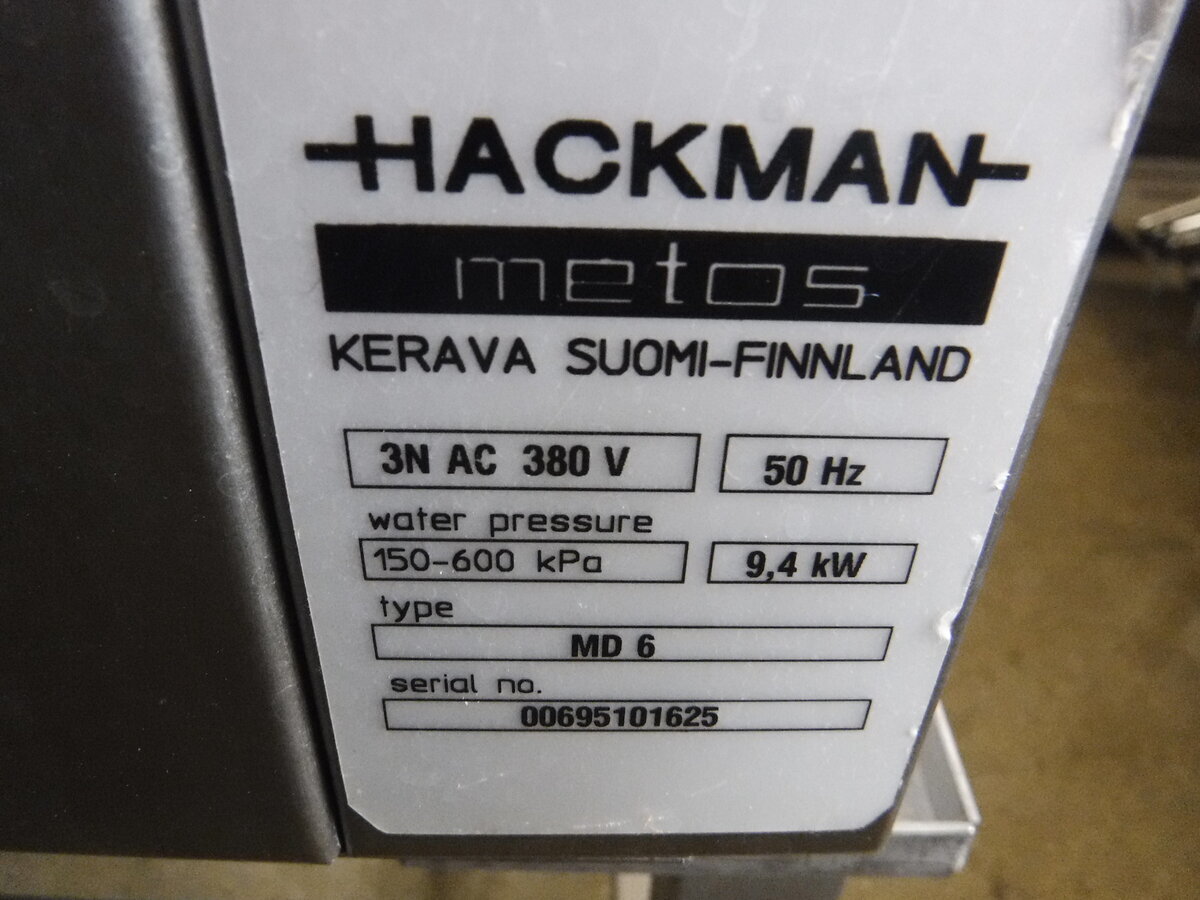 HACKMAN
metos
KERAVA SUOMI-FINNLAND
3N AC 380 V 50 Hz
water pressure
150-600 kPa 9,4 kW
type
MD 6
serial no.
00695101625